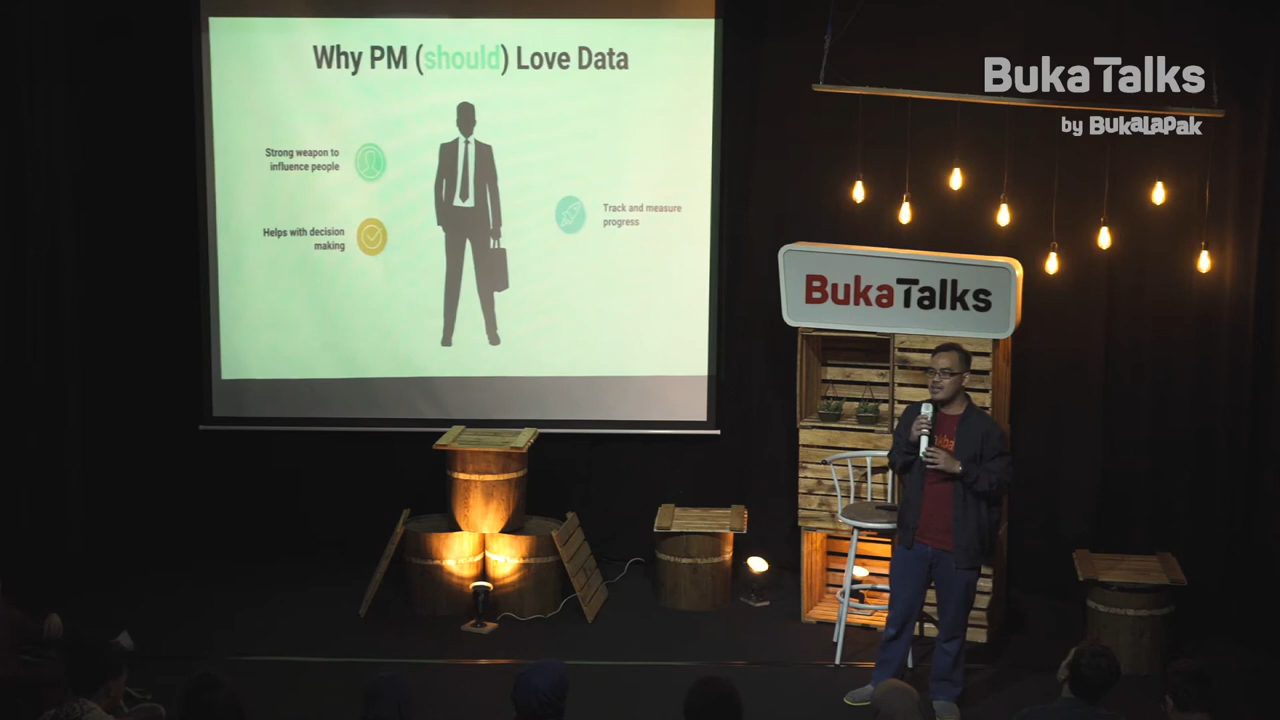 Why PM (should) Love Data
Strong weapon to
influence people
Helps with decision
making
Track and measure
progress
BukaTalks
by BukaLapak
BukaTalks